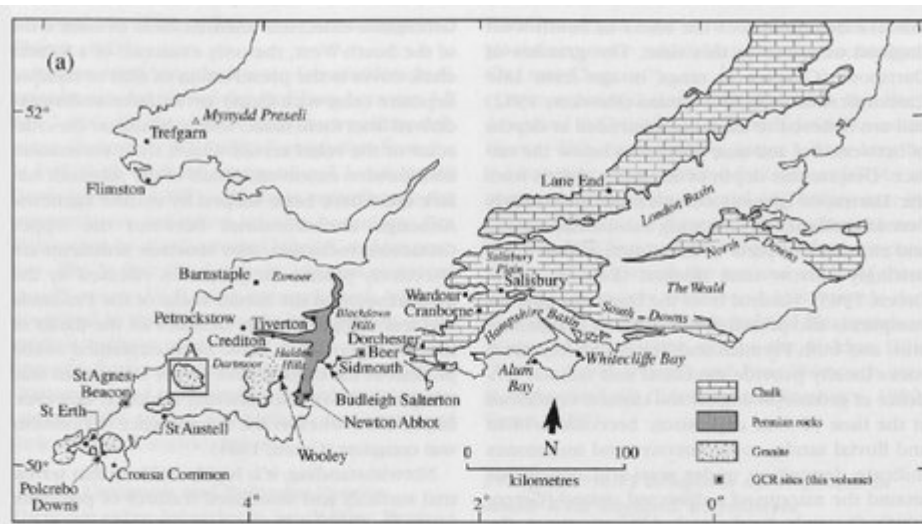 (a)
52°
Mynydd Preseli
Trefgarn
Flimston
Lane End
London Basin
North Downs
Salisbury
Plain
Salisbury
The Weald
Barnstaple
Exmoor
Wardour
Cranborne
South Downs
Petrockstow
Tiverton
Blackdown
Hills
Hampshire Basin
Crediton
Dorchester
Beer
Whitecliffe Bay
A
Dartmoor
Haldon
Hills
Sidmouth
Alum
Bay
St Agnes
Beacon
Budleigh Salterton
Chalk
St Erth
Newton Abbot
Permian rocks
St Austell
N
Wooley
0
100
Granite
50°
Crousa Common
kilometres
GCR sites (this volume)
Polcrebo
Downs
4°
2°
0°